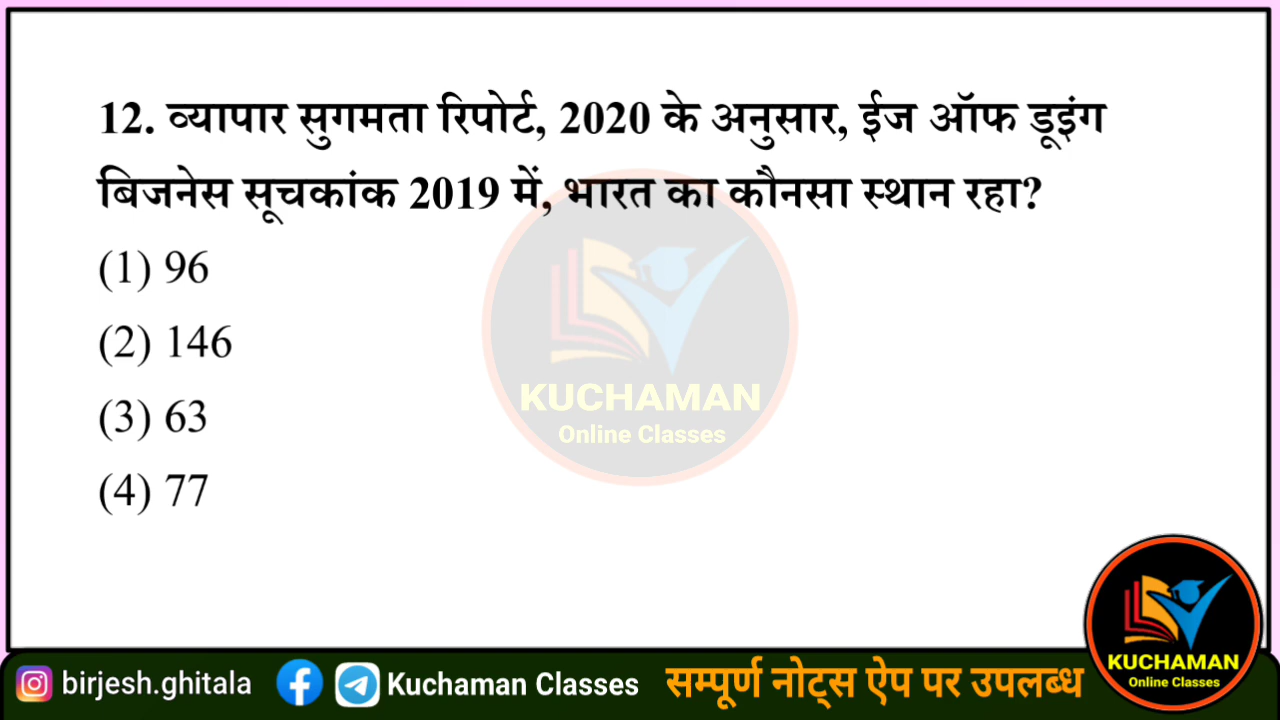 12. व्यापार सुगमता रिपोर्ट, 2020 के अनुसार, ईज ऑफ डूइंग
बिजनेस सूचकांक 2019 में, भारत का कौनसा स्थान रहा?
(1) 96
(2) 146
(3) 63
(4) 77
KUCHAMAN
Online Classes
birjesh.ghitala
Kuchaman Classes
सम्पूर्ण नोट्स ऐप पर उपलब्ध
KUCHAMAN
Online Classes